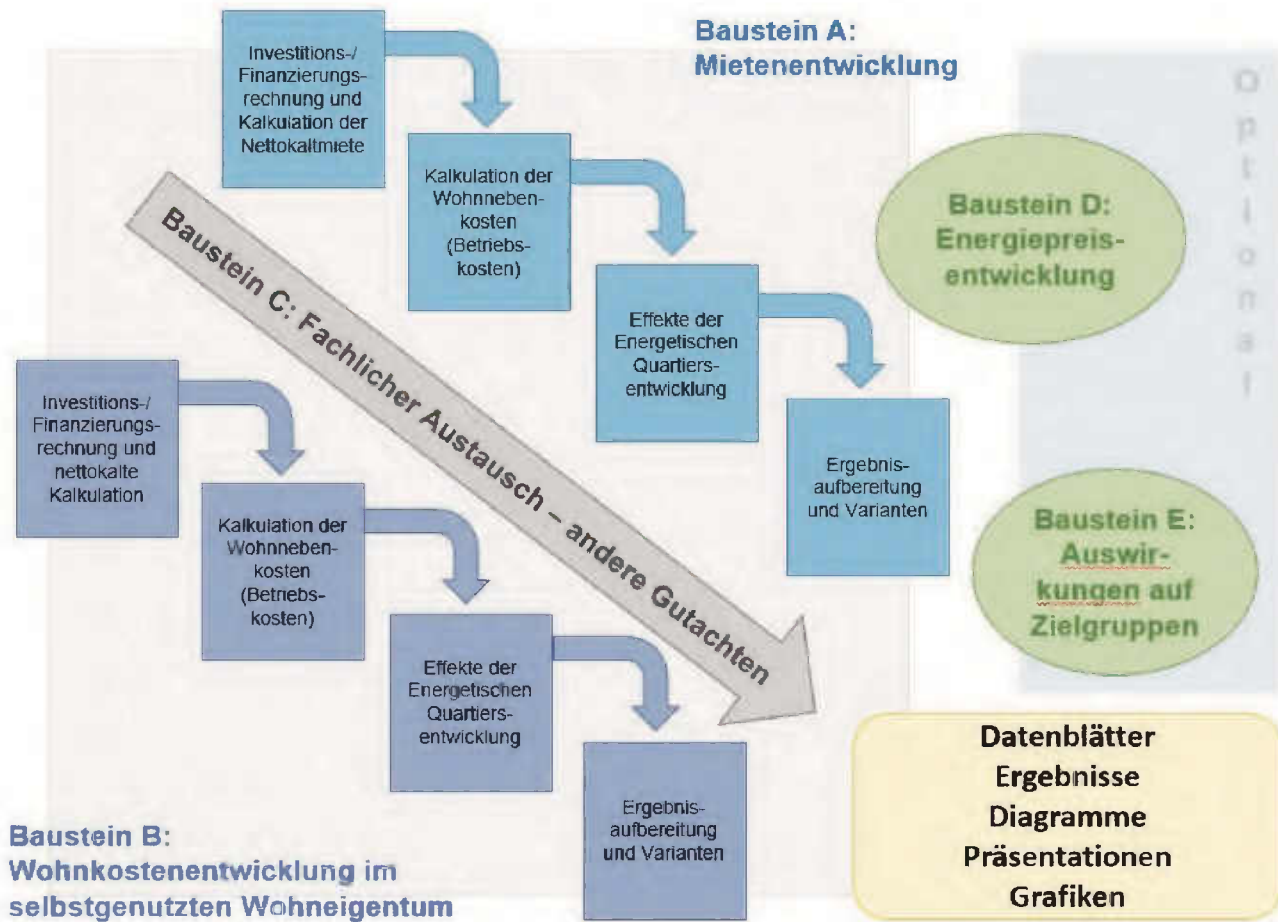 Baustein A:
Mietenentwicklung
Investitions-/
Finanzierungs-
rechnung und
Kalkulation der
Nettokaltmiete
Kalkulation der
Wohnneben-
kosten
(Betriebs-
kosten)
Effekte der
Energetischen
Quartiers-
entwicklung
Ergebnis-
aufbereitung
und Varianten
Baustein C: Fachlicher Austausch – andere Gutachten
Investitions-/
Finanzierungs-
rechnung und
nettokalte
Kalkulation
Kalkulation der
Wohnneben-
kosten
(Betriebs-
kosten)
Effekte der
Energetischen
Quartiers-
entwicklung
Ergebnis-
aufbereitung
und Varianten
Baustein B:
Wohnkostenentwicklung im
selbstgenutzten Wohneigentum
Optional
Baustein D:
Energiepreis-
entwicklung
Baustein E:
Auswir-
kungen auf
Zielgruppen
Datenblätter
Ergebnisse
Diagramme
Präsentationen
Grafiken